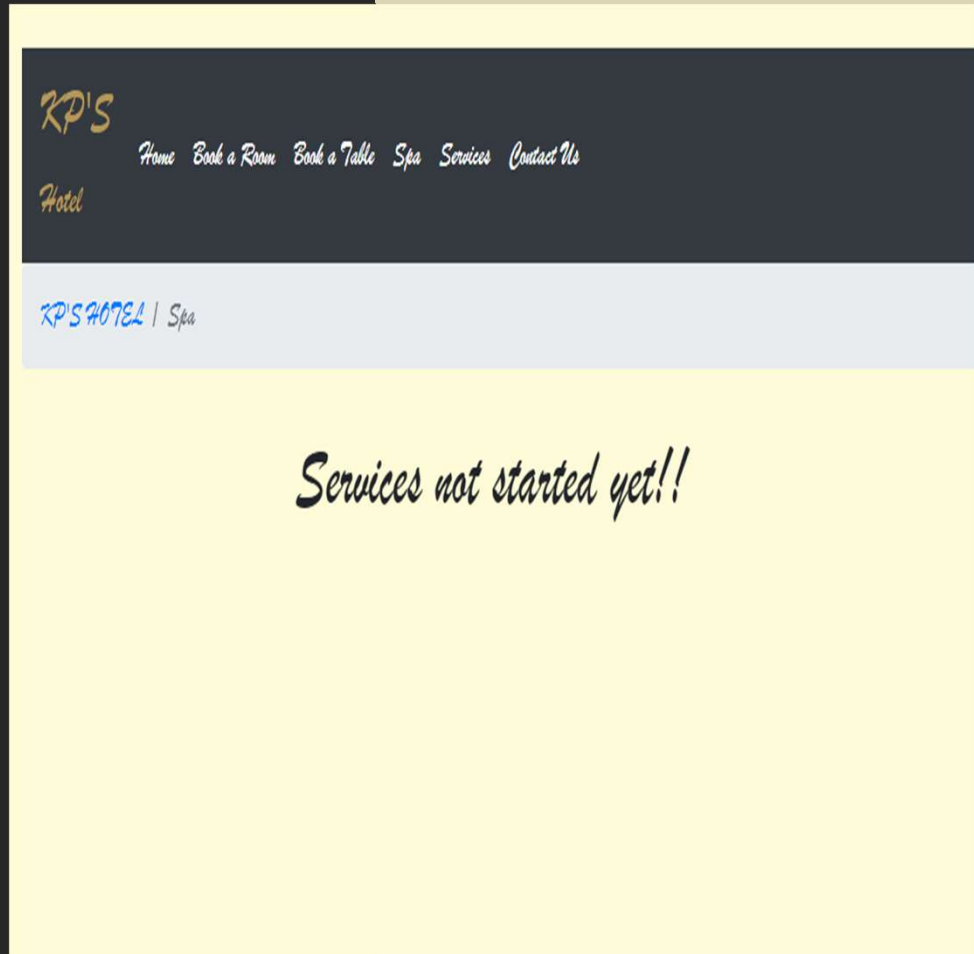 KP'S
Home Book a Room Book a Table Spa Services Contact Us
Hotel
KP'S HOTEL | Spa
Services not started yet!!